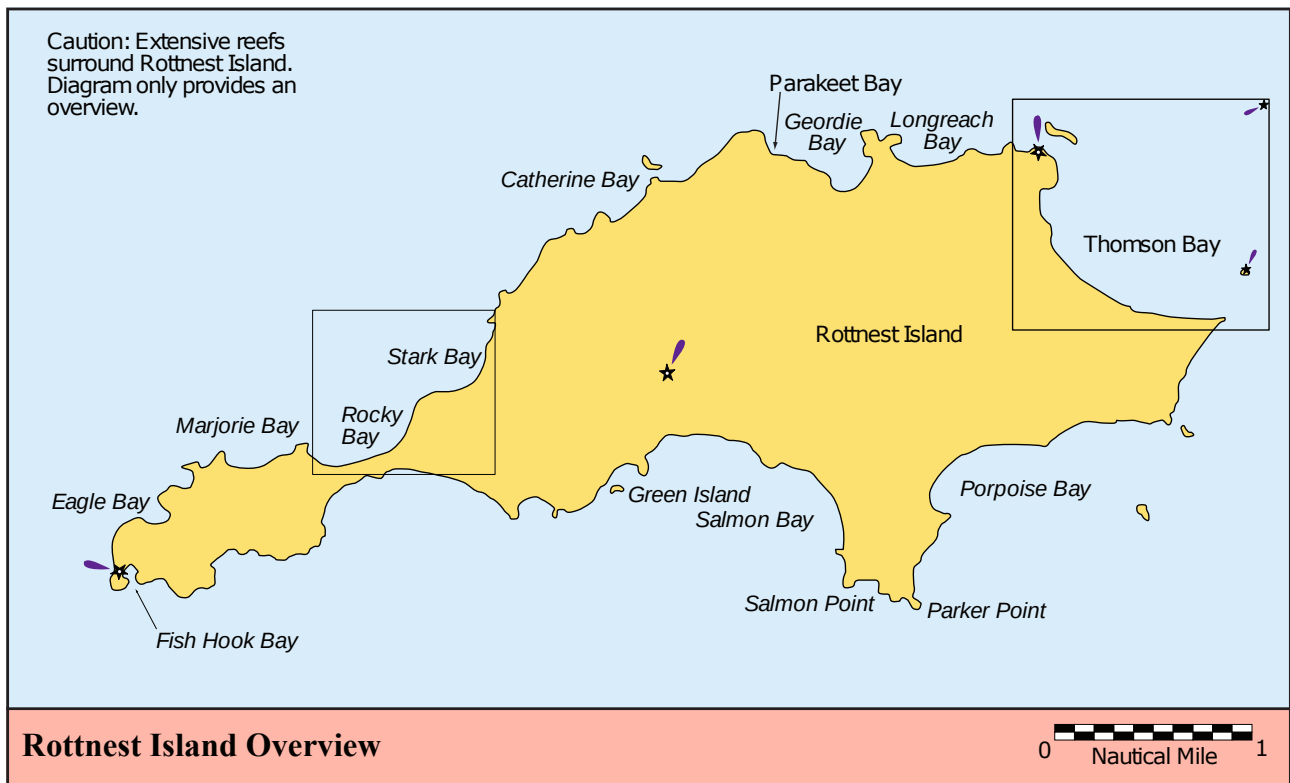 Caution: Extensive reefs
surround Rottnest Island.
Diagram only provides an
overview.
Parakeet Bay
Geordie
Bay
Longreach
Bay
Catherine Bay
Thomson Bay
Rottnest Island
Stark Bay
Rocky
Bay
Marjorie Bay
Eagle Bay
Green Island
Salmon Bay
Porpoise Bay
Salmon Point
Parker Point
Fish Hook Bay
Rottnest Island Overview
0
1
Nautical Mile